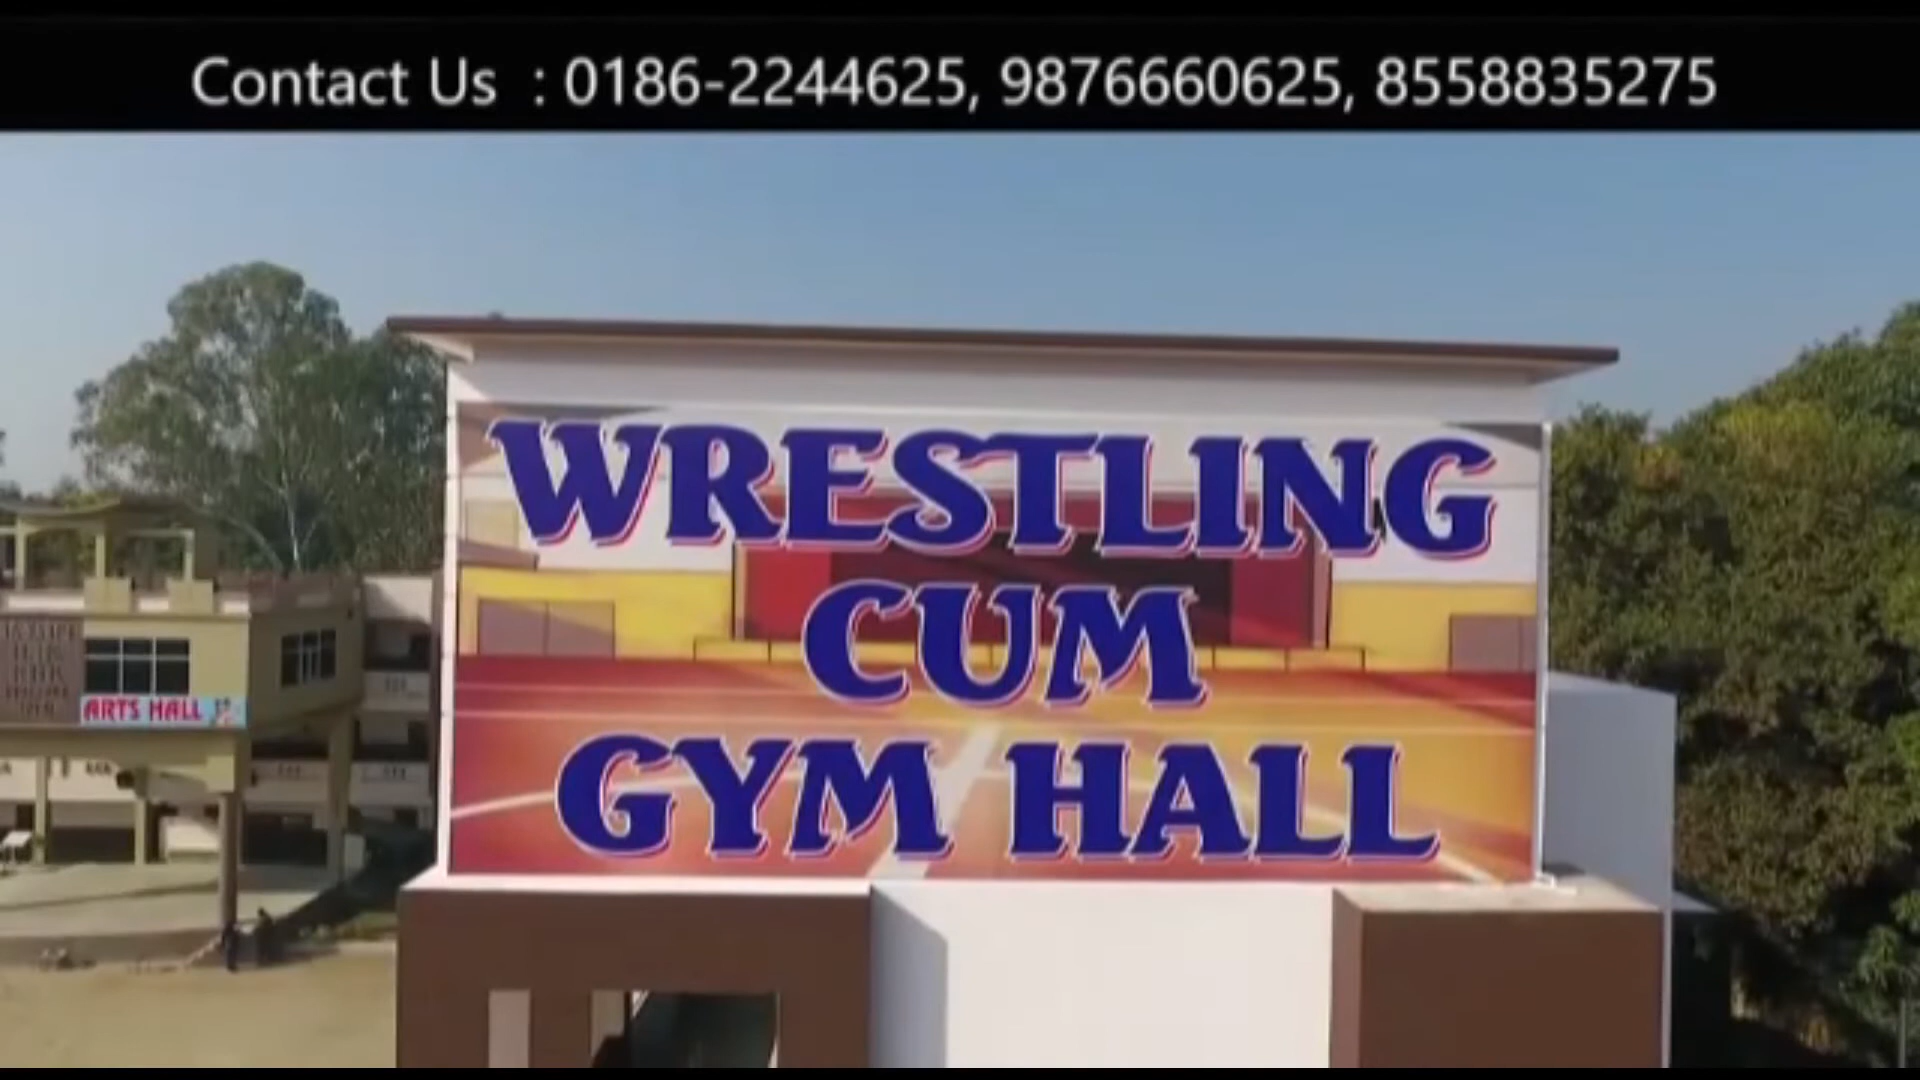 Contact Us : 0186-2244625, 9876660625, 8558835275
WRESTLING
CUM
GYM HALL
ARTS HALL